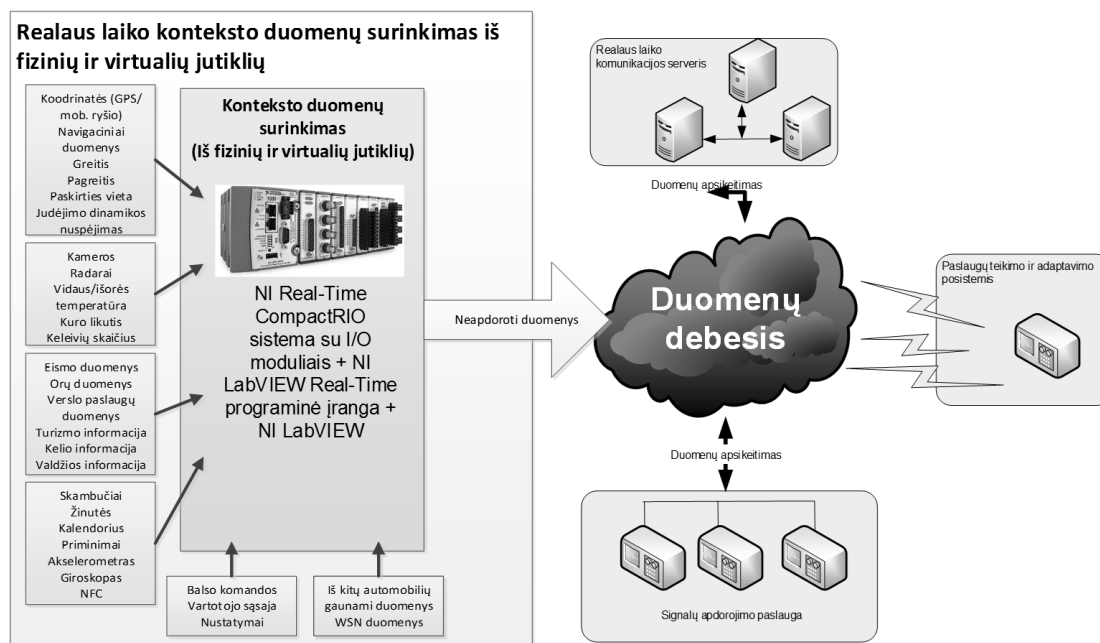 Realaus laiko konteksto duomenų surinkimas iš
fizinių ir virtualių jutiklių
Koodrinatės (GPS/
mob. ryšio)
Navigaciniai
duomenys
Greitis
Pagreitis
Paskirties vieta
Judėjimo dinamikos
nuspėjimas
Kameros
Radarai
Vidaus/išorės
temperatūra
Kuro likutis
Keleivių skaičius
Eismo duomenys
Orų duomenys
Verslo paslaugų
duomenys
Turizmo informacija
Kelio informacija
Valdžios informacija
Skambučiai
Žinutės
Kalendorius
Priminimai
Akselerometras
Giroskopas
NFC
Konteksto duomenų
surinkimas
(Iš fizinių ir virtualių jutiklių)
NI Real-Time
CompactRIO
sistema su I/O
moduliais + NI
LabVIEW Real-Time
programinė įranga +
NI LabVIEW
Balso komandos
Vartotojo sąsaja
Nustatymai
Iš kitų automobilių
gaunami duomenys
WSN duomenys
Neapdoroti duomenys
Realaus laiko
komunikacijos serveris
Duomenų apsikeitimas
Duomenų
debesis
Paslaugų teikimo ir adaptavimo
posistemis
Duomenų apsikeitimas
Signalų apdorojimo paslauga